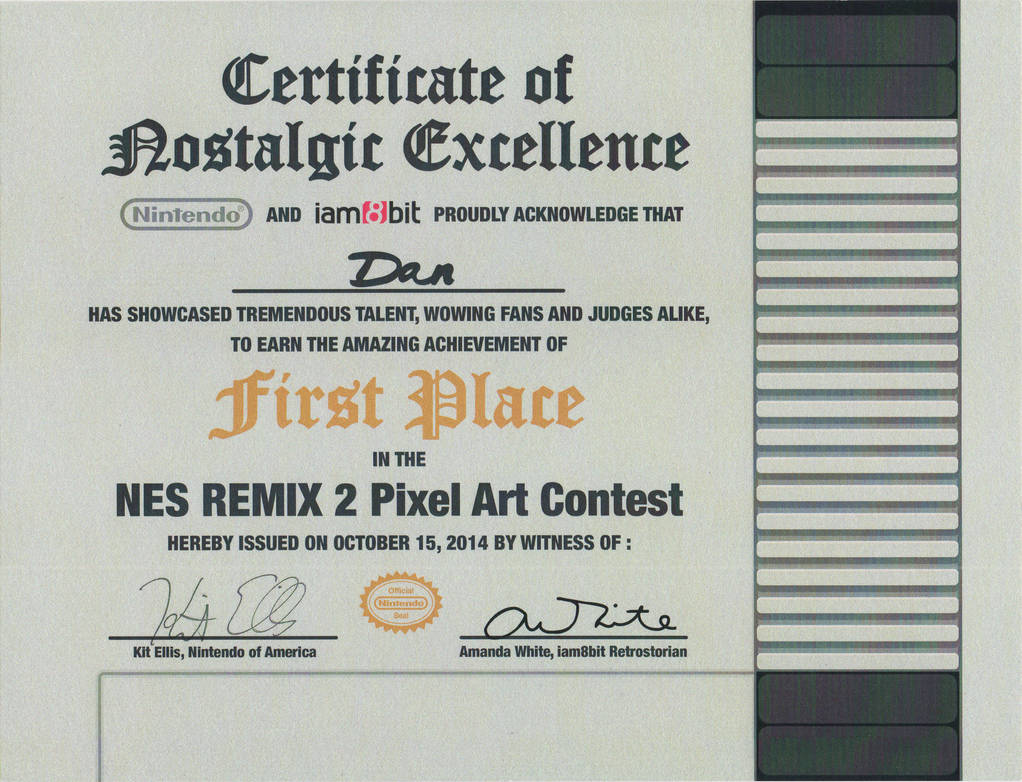 Certificate of
Nostalgic Excellence
Nintendo® AND iam8bit PROUDLY ACKNOWLEDGE THAT
Dan
HAS SHOWCASED TREMENDOUS TALENT, WOWING FANS AND JUDGES ALIKE,
TO EARN THE AMAZING ACHIEVEMENT OF
First Place
IN THE
NES REMIX 2 Pixel Art Contest
HEREBY ISSUED ON OCTOBER 15, 2014 BY WITNESS OF :
Kit Ellis
Official
Nintendo
Seal
AWhite
Kit Ellis, Nintendo of America
Amanda White, iam8bit Retrostorian